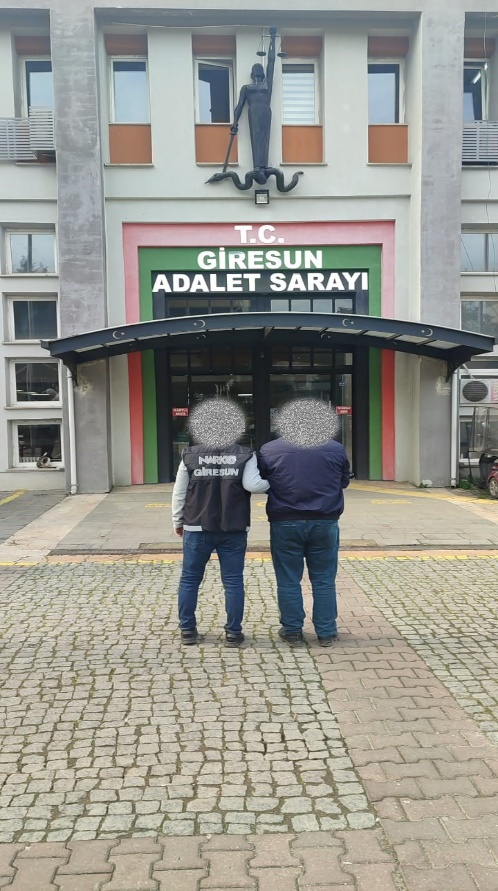 T.C.
GİRESUN
ADALET SARAYI
NARKO
GİRESUN